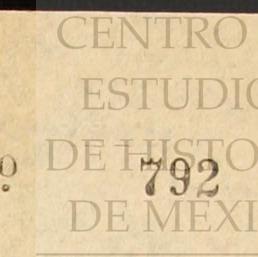 CENTRO
ESTUDIO
DE HISTO
º 792
DE MEXI